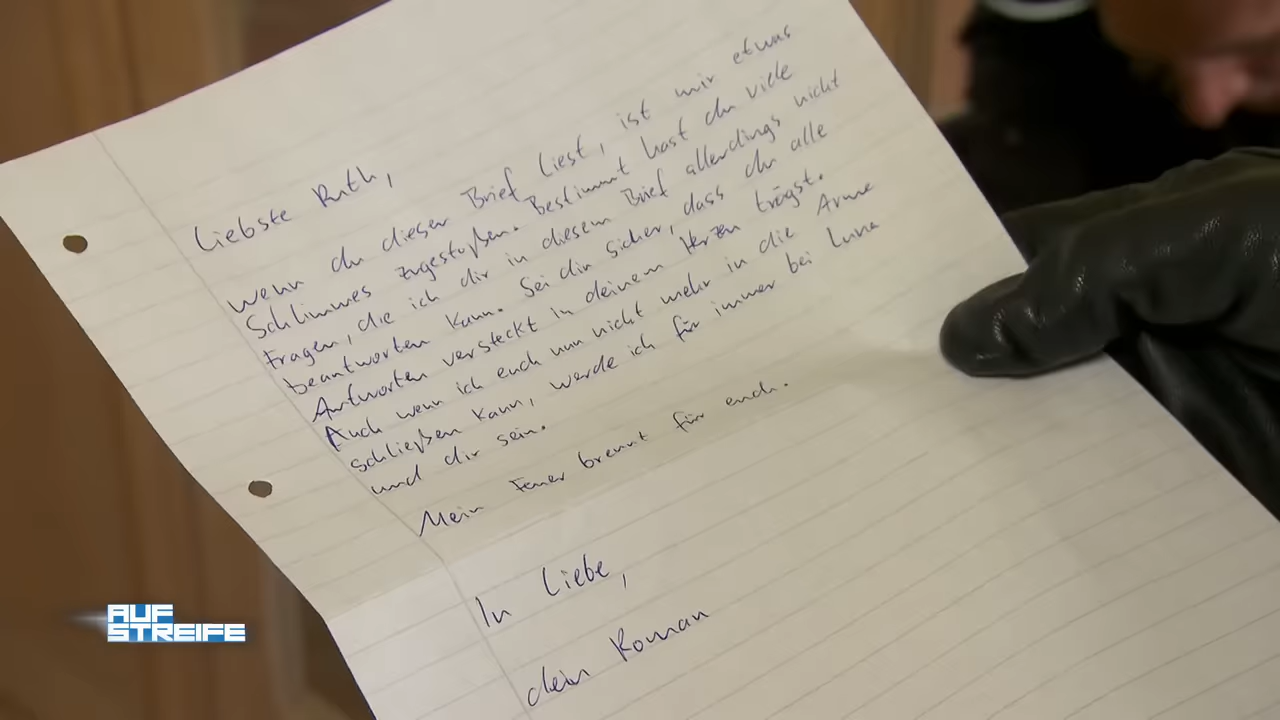 Liebste Ruth,
wenn du dieser Brief liest, ist mir etwas
Schlimmes zugestoßen. Bestimmt hast du viele
Fragen, die ich dir in diesem Brief allerdings nicht
beantworten kann. Sei dir sicher, dass du alle
Antworten versteckt in deinem Herzen trägst.
Auch wenn ich euch nun nicht mehr in die Arme
schließen kann, werde ich für immer bei Luna
und dir sein.
Mein Feuer brennt für euch.
In Liebe,
dein Roman
AUF
STREIFE